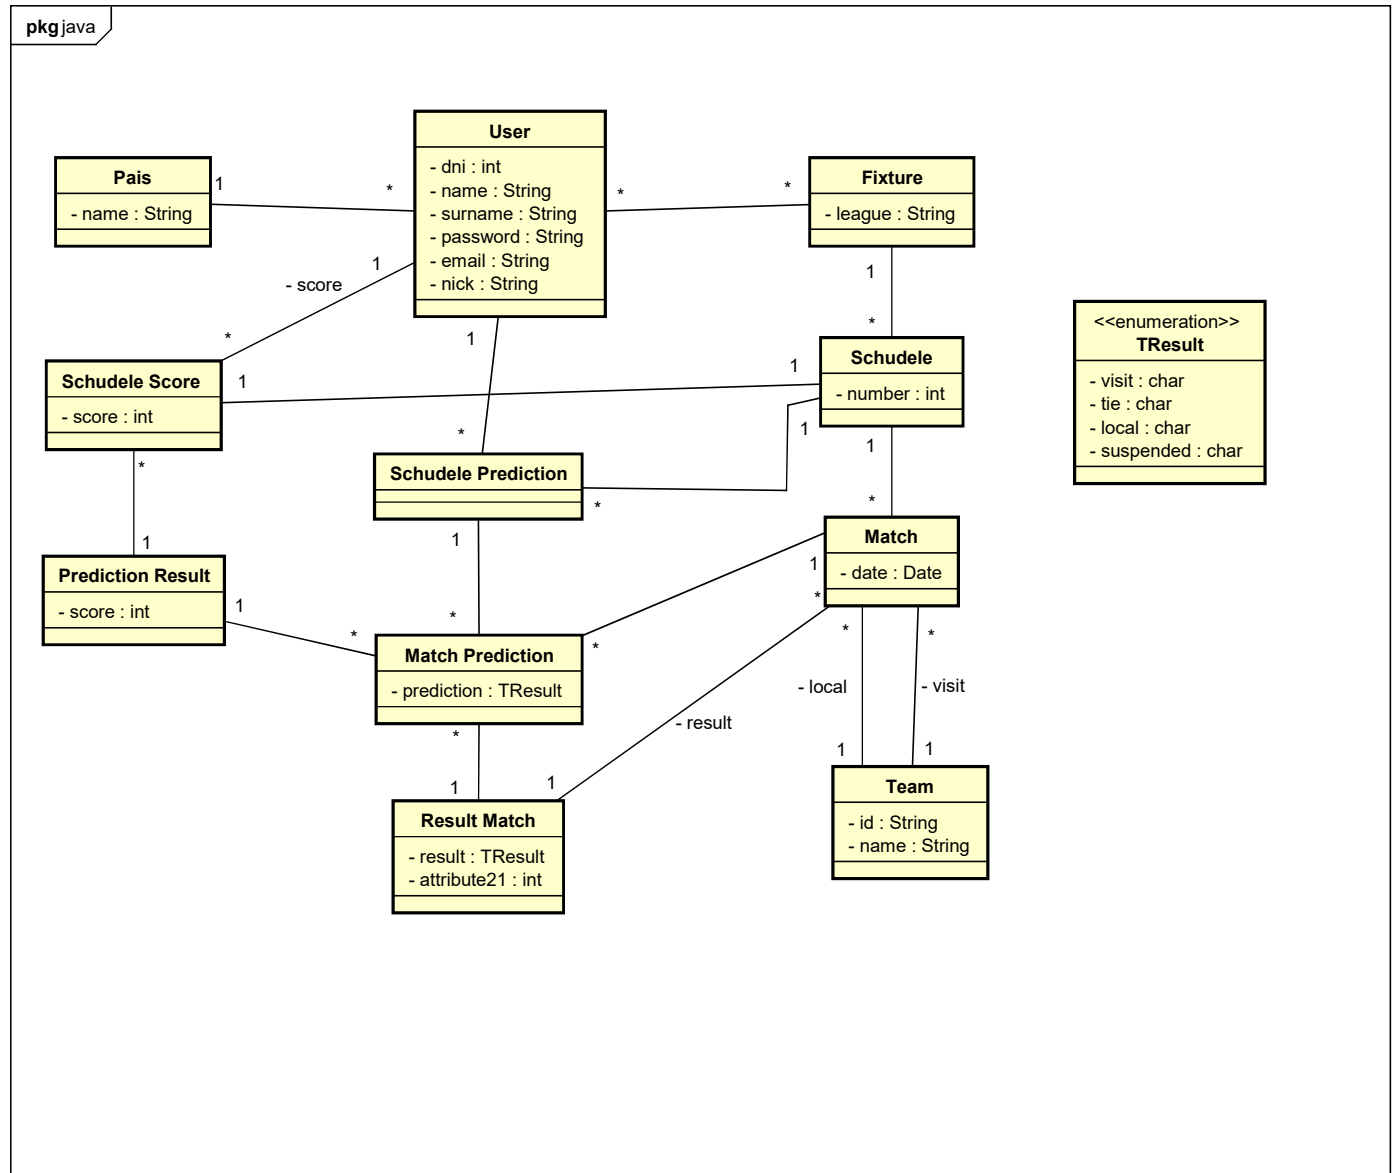 pkg java
User
- dni : int
- name : String
- surname : String
- password : String
- email : String
- nick : String
Pais
- name : String
Fixture
- league : String
1
*
*
*
1
- score
*
1
*
1
*
<<enumeration>>
TResult
- visit : char
- tie : char
- local : char
- suspended : char
Schudele
- number : int
Schudele Score
- score : int
1
1
1
*
1
*
Schudele Prediction
*
1
1
*
Match
- date : Date
Prediction Result
- score : int
1
*
1
*
*
Match Prediction
- prediction : TResult
*
1
- result
*
1
*
- local
1
*
- visit
1
Result Match
- result : TResult
- attribute21 : int
Team
- id : String
- name : String